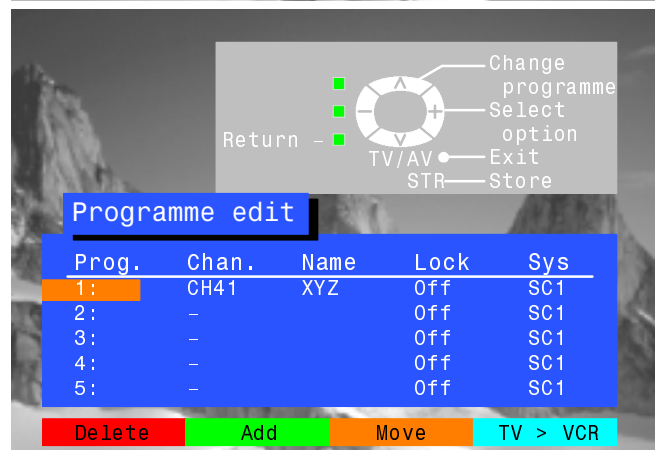 Change
programme
Select
option
Return –
TV/AV Exit
STR Store
Programme edit
Prog. Chan. Name Lock Sys
1: CH41 XYZ Off SC1
2: – Off SC1
3: – Off SC1
4: – Off SC1
5: – Off SC1
Delete Add Move TV > VCR